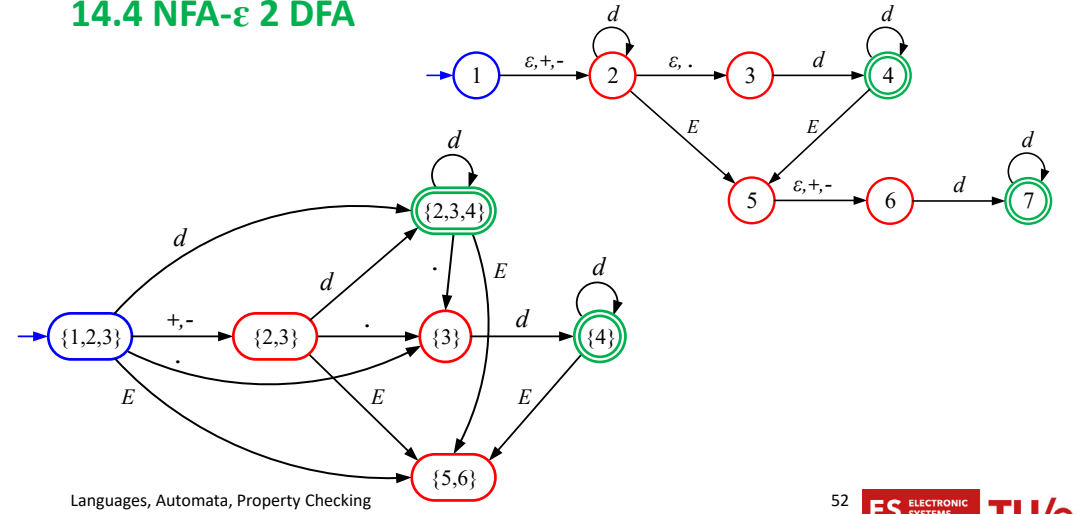 14.4 NFA-ε 2 DFA
d
d
1
ε,+,-
2
ε, .
3
d
4
E
E
d
5
ε,+,-
6
d
7
d
{2,3,4}
d
d
.
E
d
{1,2,3}
+,-
{2,3}
.
{3}
d
{4}
.
E
E
E
{5,6}
Languages, Automata, Property Checking
52
ES ELECTRONIC